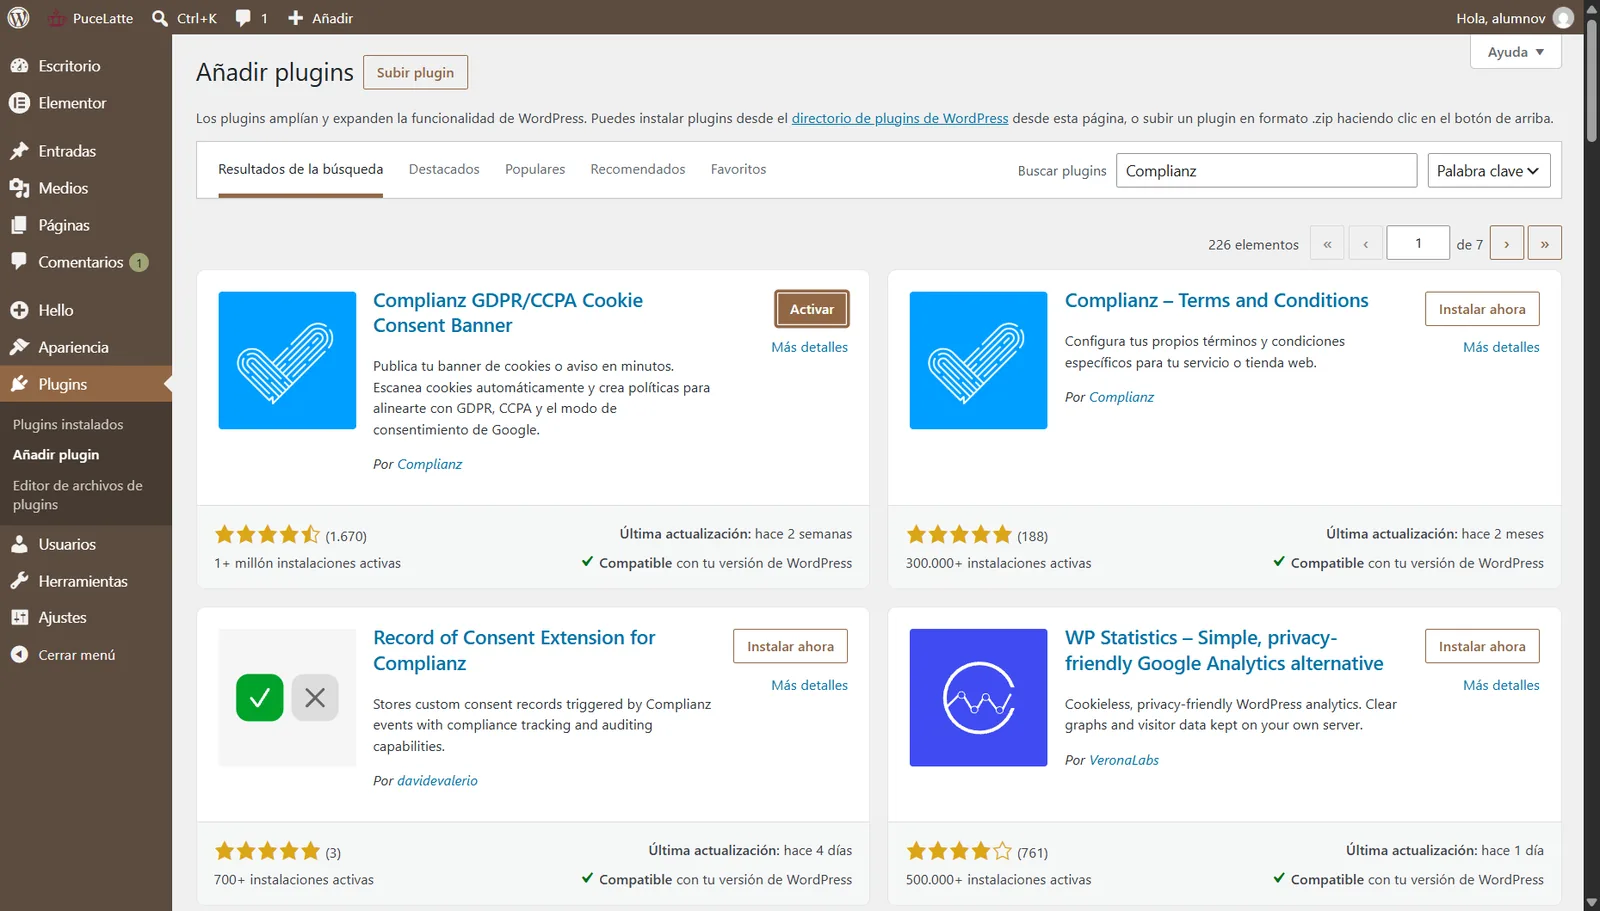 PucheLatte
Ctrl+K
1
Añadir
Hola, alumnov
Escritorio
Elementor
Entradas
Medios
Páginas
Comentarios 1
Hello
Apariencia
Plugins
Plugins instalados
Añadir plugin
Editor de archivos de
plugins
Usuarios
Herramientas
Ajustes
Cerrar menú
Ayuda
Añadir plugins
Subir plugin
Los plugins amplían y expanden la funcionalidad de WordPress. Puedes instalar plugins desde el directorio de plugins de WordPress desde esta página, o subir un plugin en formato .zip haciendo clic en el botón de arriba.
Resultados de la búsqueda
Destacados
Populares
Recomendados
Favoritos
Buscar plugins
Complianz
Palabra clave
226 elementos
«
‹
1
de 7
›
»
Complianz GDPR/CCPA Cookie
Consent Banner
Activar
Más detalles
Publica tu banner de cookies o aviso en minutos.
Escanea cookies automáticamente y crea políticas para
alinearte con GDPR, CCPA y el modo de
consentimiento de Google.
Por Complianz
(1.670)
1+ millón instalaciones activas
Última actualización: hace 2 semanas
Compatible con tu versión de WordPress
Complianz – Terms and Conditions
Instalar ahora
Más detalles
Configura tus propios términos y condiciones
específicos para tu servicio o tienda web.
Por Complianz
(188)
300.000+ instalaciones activas
Última actualización: hace 2 meses
Compatible con tu versión de WordPress
Record of Consent Extension for
Complianz
Instalar ahora
Más detalles
Stores custom consent records triggered by Complianz
events with compliance tracking and auditing
capabilities.
Por davidevalerio
(3)
700+ instalaciones activas
Última actualización: hace 4 días
Compatible con tu versión de WordPress
WP Statistics – Simple, privacy-
friendly Google Analytics alternative
Instalar ahora
Más detalles
Cookieless, privacy-friendly WordPress analytics. Clear
graphs and visitor data kept on your own server.
Por VeronaLabs
(761)
500.000+ instalaciones activas
Última actualización: hace 1 día
Compatible con tu versión de WordPress